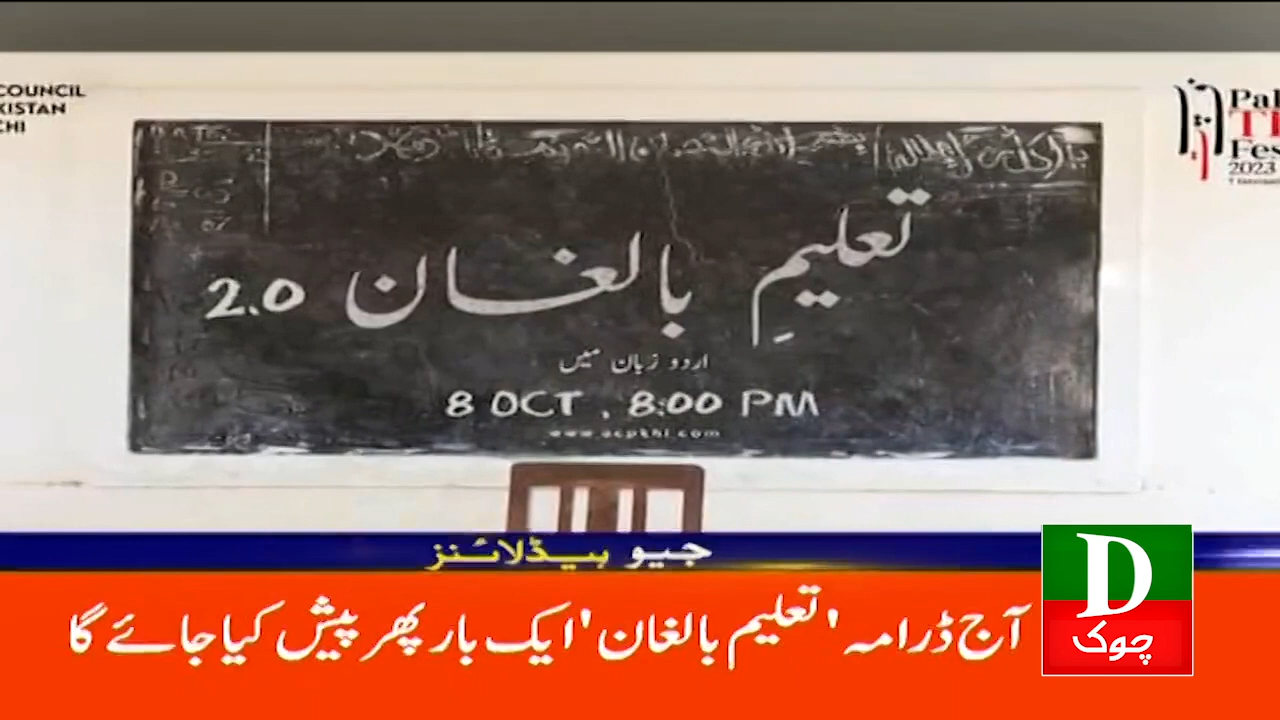 COUNCIL
KISTAN
CHI
Pak
Fes
2023
تعلیمِ بالغان 2.0
اردو زبان میں
8 OCT , 8:00 PM
www.acpkhi.com
جیو ہیڈلائنز
D
چوک
آج ڈرامہ 'تعلیم بالغان' ایک بار پھر پیش کیا جائے گا